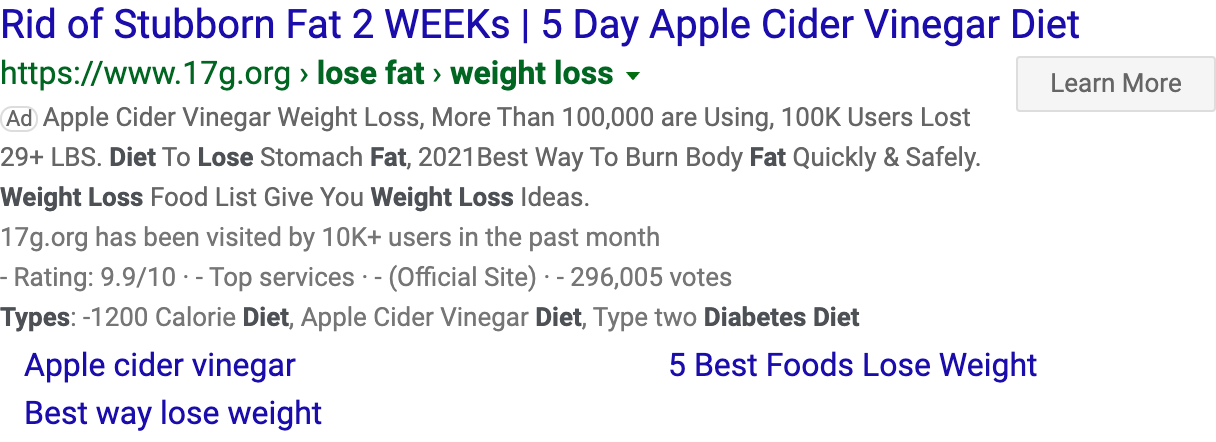 Rid of Stubborn Fat 2 WEEKs | 5 Day Apple Cider Vinegar Diet
https://www.17g.org › lose fat › weight loss
Learn More
Ad Apple Cider Vinegar Weight Loss, More Than 100,000 are Using, 100K Users Lost
29+ LBS. Diet To Lose Stomach Fat, 2021Best Way To Burn Body Fat Quickly & Safely.
Weight Loss Food List Give You Weight Loss Ideas.
17g.org has been visited by 10K+ users in the past month
- Rating: 9.9/10 · - Top services · - (Official Site) · - 296,005 votes
Types: -1200 Calorie Diet, Apple Cider Vinegar Diet, Type two Diabetes Diet
Apple cider vinegar
5 Best Foods Lose Weight
Best way lose weight